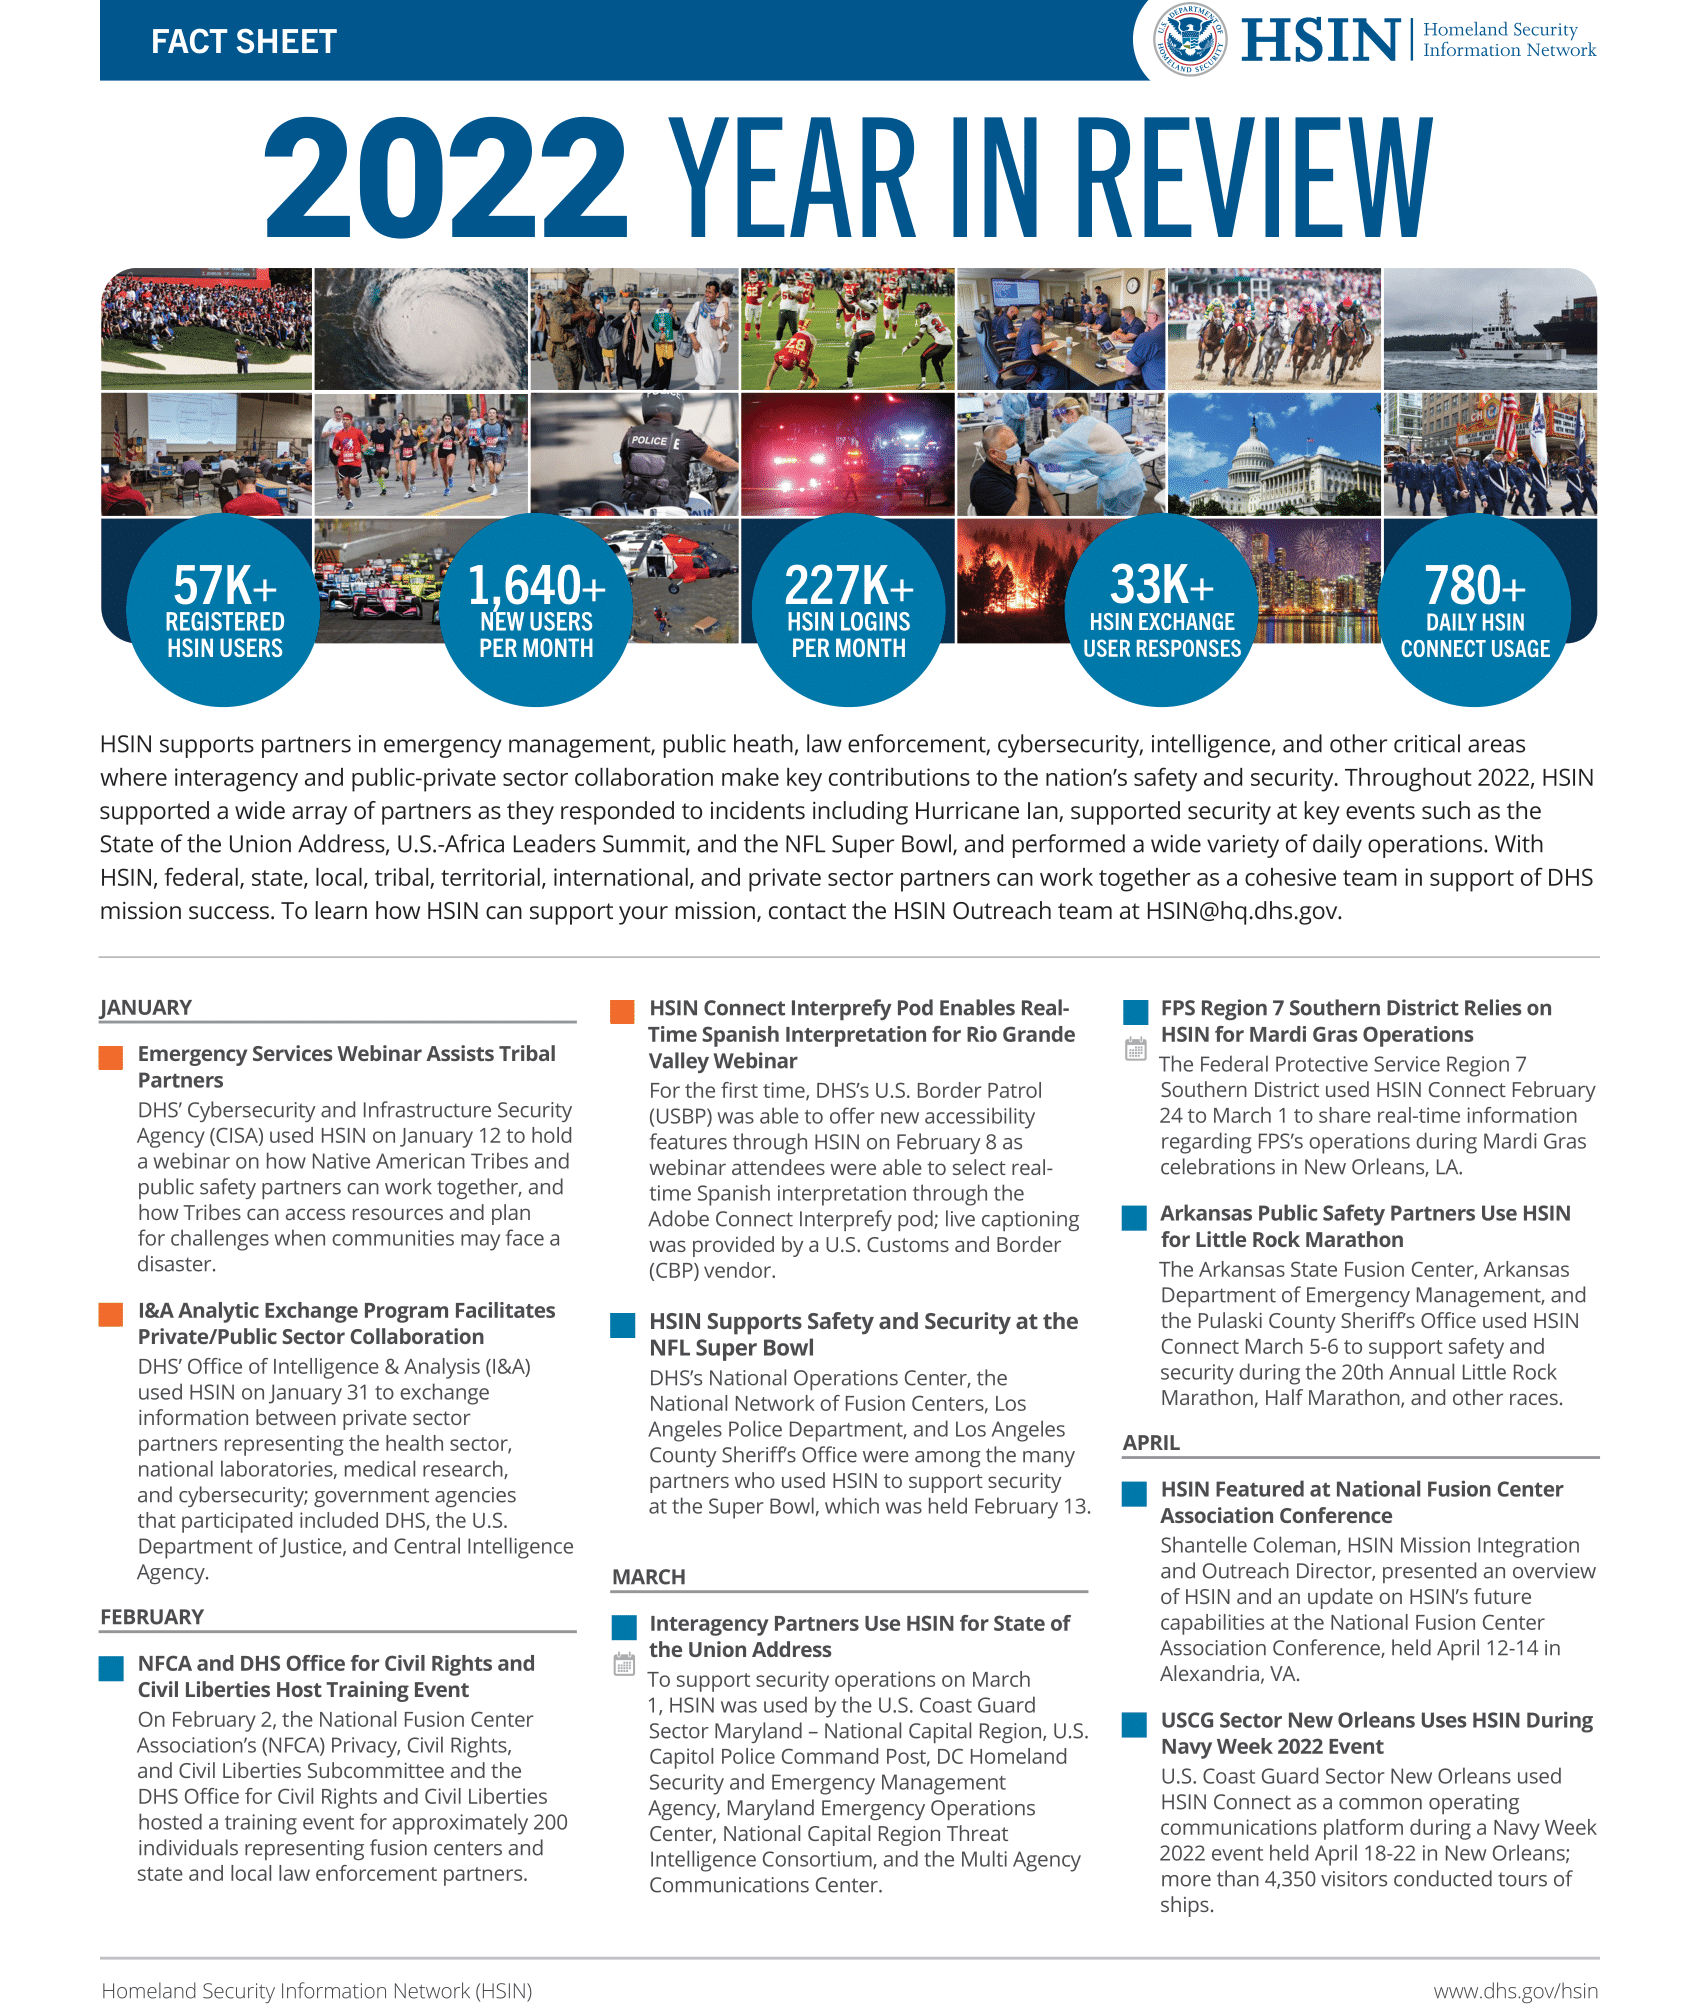 FACT SHEET
HSIN
Homeland Security
Information Network
2022 YEAR IN REVIEW
POLICE
57K+
REGISTERED
HSIN USERS
1,640+
NEW USERS
PER MONTH
227K+
HSIN LOGINS
PER MONTH
33K+
HSIN EXCHANGE
USER RESPONSES
780+
DAILY HSIN
CONNECT USAGE
HSIN supports partners in emergency management, public heath, law enforcement, cybersecurity, intelligence, and other critical areas
where interagency and public-private sector collaboration make key contributions to the nation’s safety and security. Throughout 2022, HSIN
supported a wide array of partners as they responded to incidents including Hurricane Ian, supported security at key events such as the
State of the Union Address, U.S.-Africa Leaders Summit, and the NFL Super Bowl, and performed a wide variety of daily operations. With
HSIN, federal, state, local, tribal, territorial, international, and private sector partners can work together as a cohesive team in support of DHS
mission success. To learn how HSIN can support your mission, contact the HSIN Outreach team at HSIN@hq.dhs.gov.
JANUARY
Emergency Services Webinar Assists Tribal
Partners
DHS’ Cybersecurity and Infrastructure Security
Agency (CISA) used HSIN on January 12 to hold
a webinar on how Native American Tribes and
public safety partners can work together, and
how Tribes can access resources and plan
for challenges when communities may face a
disaster.
I&A Analytic Exchange Program Facilitates
Private/Public Sector Collaboration
DHS’ Office of Intelligence & Analysis (I&A)
used HSIN on January 31 to exchange
information between private sector
partners representing the health sector,
national laboratories, medical research,
and cybersecurity; government agencies
that participated included DHS, the U.S.
Department of Justice, and Central Intelligence
Agency.
FEBRUARY
NFCA and DHS Office for Civil Rights and
Civil Liberties Host Training Event
On February 2, the National Fusion Center
Association’s (NFCA) Privacy, Civil Rights,
and Civil Liberties Subcommittee and the
DHS Office for Civil Rights and Civil Liberties
hosted a training event for approximately 200
individuals representing fusion centers and
state and local law enforcement partners.
HSIN Connect Interprefy Pod Enables Real-
Time Spanish Interpretation for Rio Grande
Valley Webinar
For the first time, DHS’s U.S. Border Patrol
(USBP) was able to offer new accessibility
features through HSIN on February 8 as
webinar attendees were able to select real-
time Spanish interpretation through the
Adobe Connect Interprefy pod; live captioning
was provided by a U.S. Customs and Border
(CBP) vendor.
HSIN Supports Safety and Security at the
NFL Super Bowl
DHS’s National Operations Center, the
National Network of Fusion Centers, Los
Angeles Police Department, and Los Angeles
County Sheriff’s Office were among the many
partners who used HSIN to support security
at the Super Bowl, which was held February 13.
MARCH
Interagency Partners Use HSIN for State of
the Union Address
To support security operations on March
1, HSIN was used by the U.S. Coast Guard
Sector Maryland – National Capital Region, U.S.
Capitol Police Command Post, DC Homeland
Security and Emergency Management
Agency, Maryland Emergency Operations
Center, National Capital Region Threat
Intelligence Consortium, and the Multi Agency
Communications Center.
FPS Region 7 Southern District Relies on
HSIN for Mardi Gras Operations
The Federal Protective Service Region 7
Southern District used HSIN Connect February
24 to March 1 to share real-time information
regarding FPS’s operations during Mardi Gras
celebrations in New Orleans, LA.
Arkansas Public Safety Partners Use HSIN
for Little Rock Marathon
The Arkansas State Fusion Center, Arkansas
Department of Emergency Management, and
the Pulaski County Sheriff’s Office used HSIN
Connect March 5-6 to support safety and
security during the 20th Annual Little Rock
Marathon, Half Marathon, and other races.
APRIL
HSIN Featured at National Fusion Center
Association Conference
Shantelle Coleman, HSIN Mission Integration
and Outreach Director, presented an overview
of HSIN and an update on HSIN’s future
capabilities at the National Fusion Center
Association Conference, held April 12-14 in
Alexandria, VA.
USCG Sector New Orleans Uses HSIN During
Navy Week 2022 Event
U.S. Coast Guard Sector New Orleans used
HSIN Connect as a common operating
communications platform during a Navy Week
2022 event held April 18-22 in New Orleans;
more than 4,350 visitors conducted tours of
ships.
Homeland Security Information Network (HSIN)
www.dhs.gov/hsin